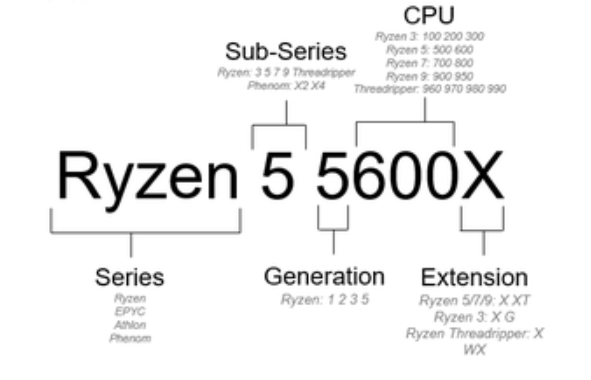 CPU
Ryzen 3: 100 200 300
Ryzen 5: 500 600
Ryzen 7: 700 800
Ryzen 9: 900 950
Threadripper: 960 970 980 990
Sub-Series
Ryzen: 3 5 7 9 Threadripper
Phenom: X2 X4
Ryzen 5 5600X
Series
Ryzen
EPYC
Athlon
Phenom
Generation
Ryzen: 1 2 3 5
Extension
Ryzen 5/7/9: X XT
Ryzen 3: X G
Ryzen Threadripper: X
WX